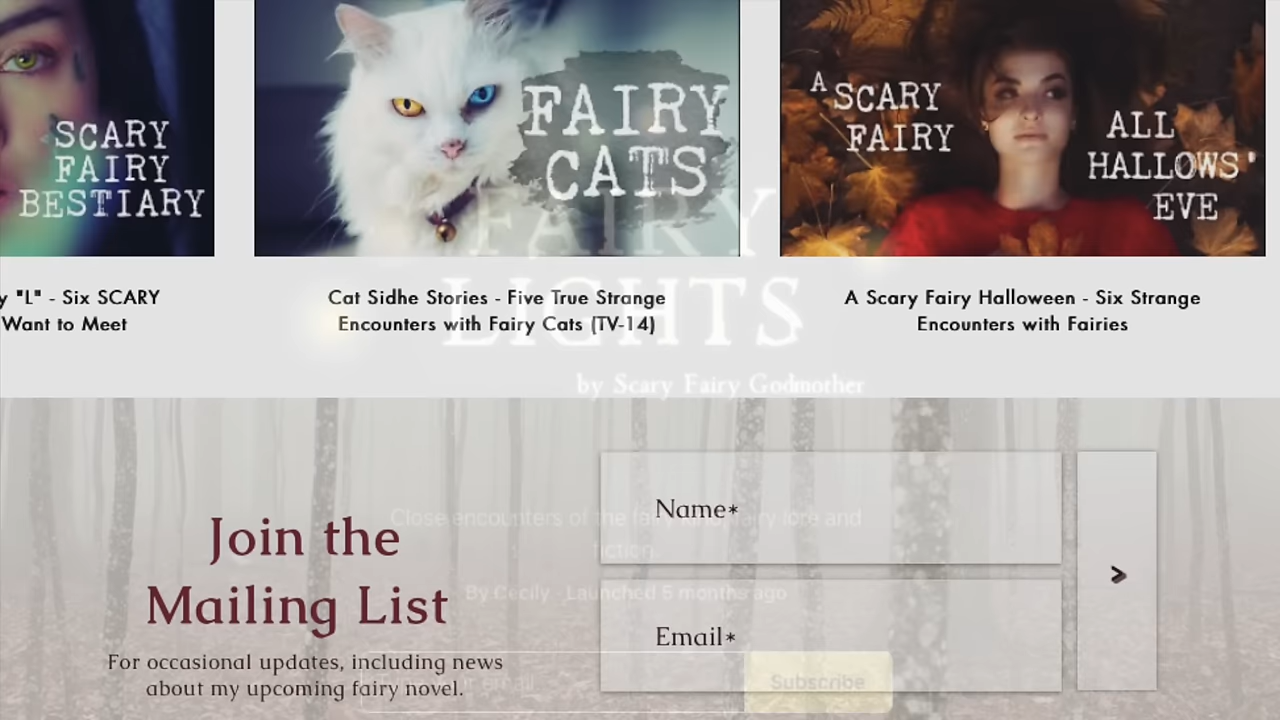 SCARY
FAIRY
BESTIARY
FAIRY
CATS
A SCARY
FAIRY
ALL
HALLOWS'
EVE
FAIRY
LIGHTS
by Scary Fairy Godmother
y "L" - Six SCARY
Want to Meet
Cat Sidhe Stories - Five True Strange
Encounters with Fairy Cats (TV-14)
A Scary Fairy Halloween - Six Strange
Encounters with Fairies
Join the
Mailing List
For occasional updates, including news
about my upcoming fairy novel.
Name*
Email*
>
Close encounters of the fairy kind, fairy lore and
fiction.
By Cecily · Launched 5 months ago
email
Subscribe